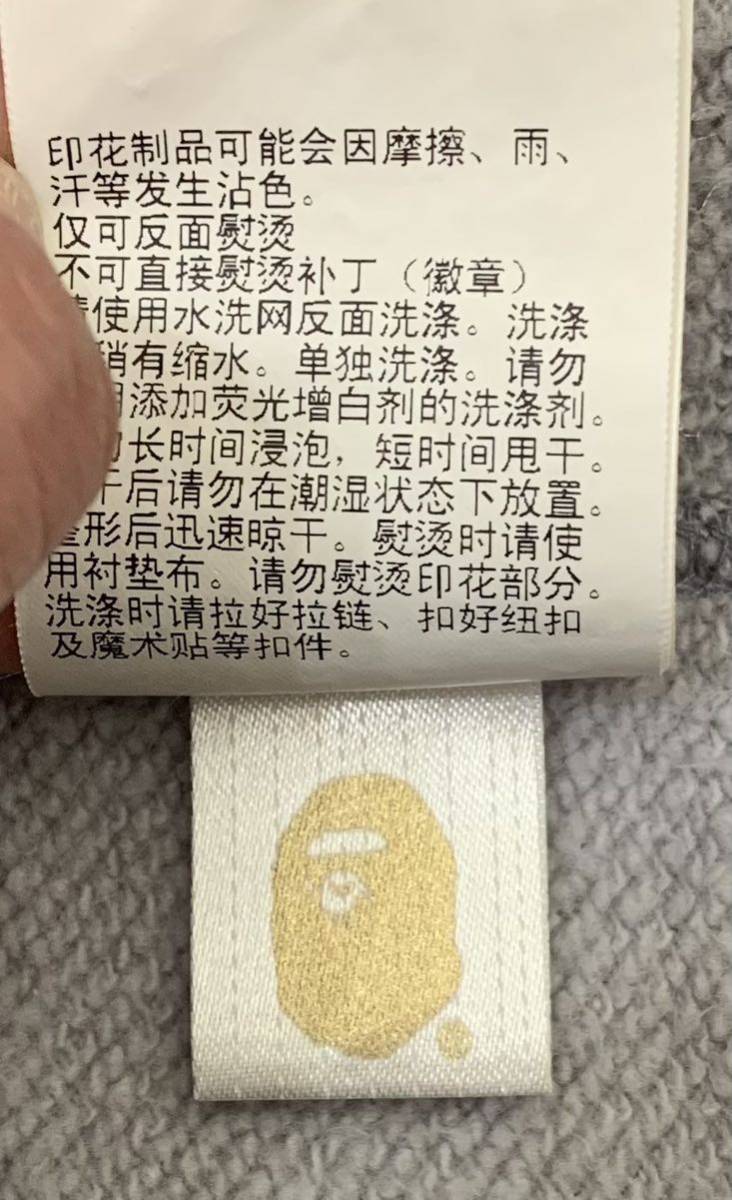 印花制品可能会因摩擦、雨、
汗等发生沾色。
仅可反面熨烫
不可直接熨烫补丁（徽章）
使用水洗网反面洗涤。洗涤
稍有缩水。单独洗涤。请勿
添加荧光增白剂的洗涤剂。
长时间浸泡，短时间甩干。
干后请勿在潮湿状态下放置。
整形后迅速晾干。熨烫时请使
用衬垫布。请勿熨烫印花部分。
洗涤时请拉好拉链、扣好纽扣
及魔术贴等扣件。